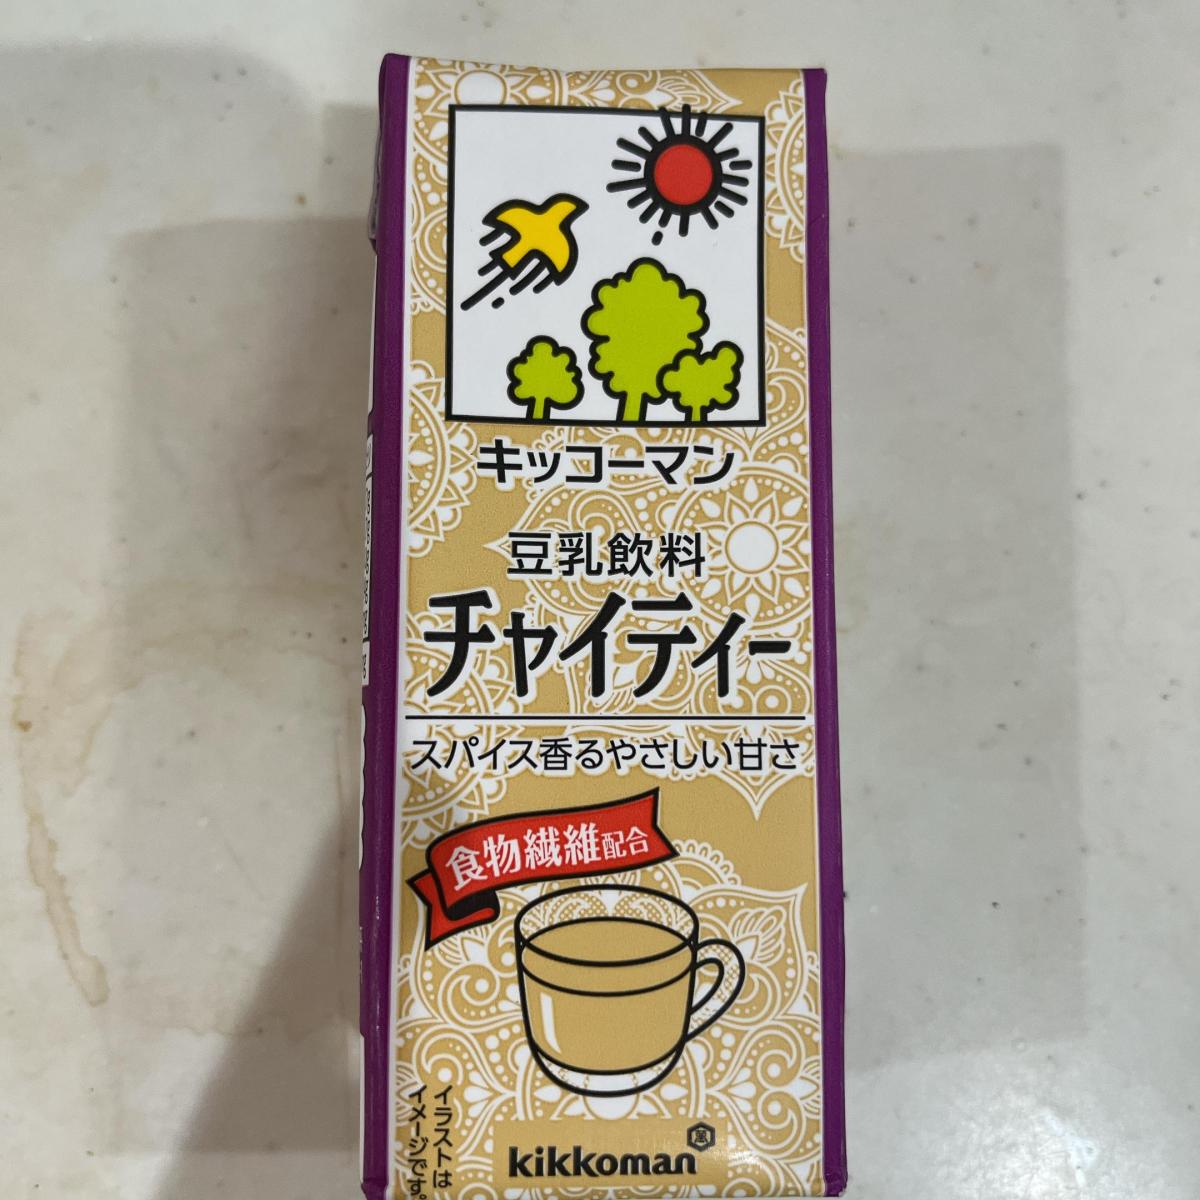 キッコーマン
豆乳飲料
チャイティー
スパイス香るやさしい甘さ
食物繊維配合
イラストは
イメージです。
kikkoman